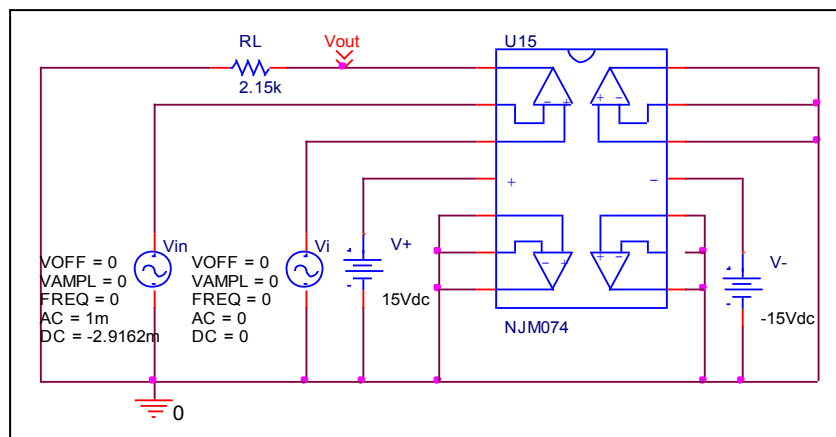 RL
Vout
U15
2.15k
- +
+ -
+
-
Vin
VOFF = 0
VAMPL = 0
FREQ = 0
AC = 1m
DC = -2.9162m
Vi
VOFF = 0
VAMPL = 0
FREQ = 0
AC = 0
DC = 0
V+
15Vdc
- +
+ -
NJM074
V-
-15Vdc
0